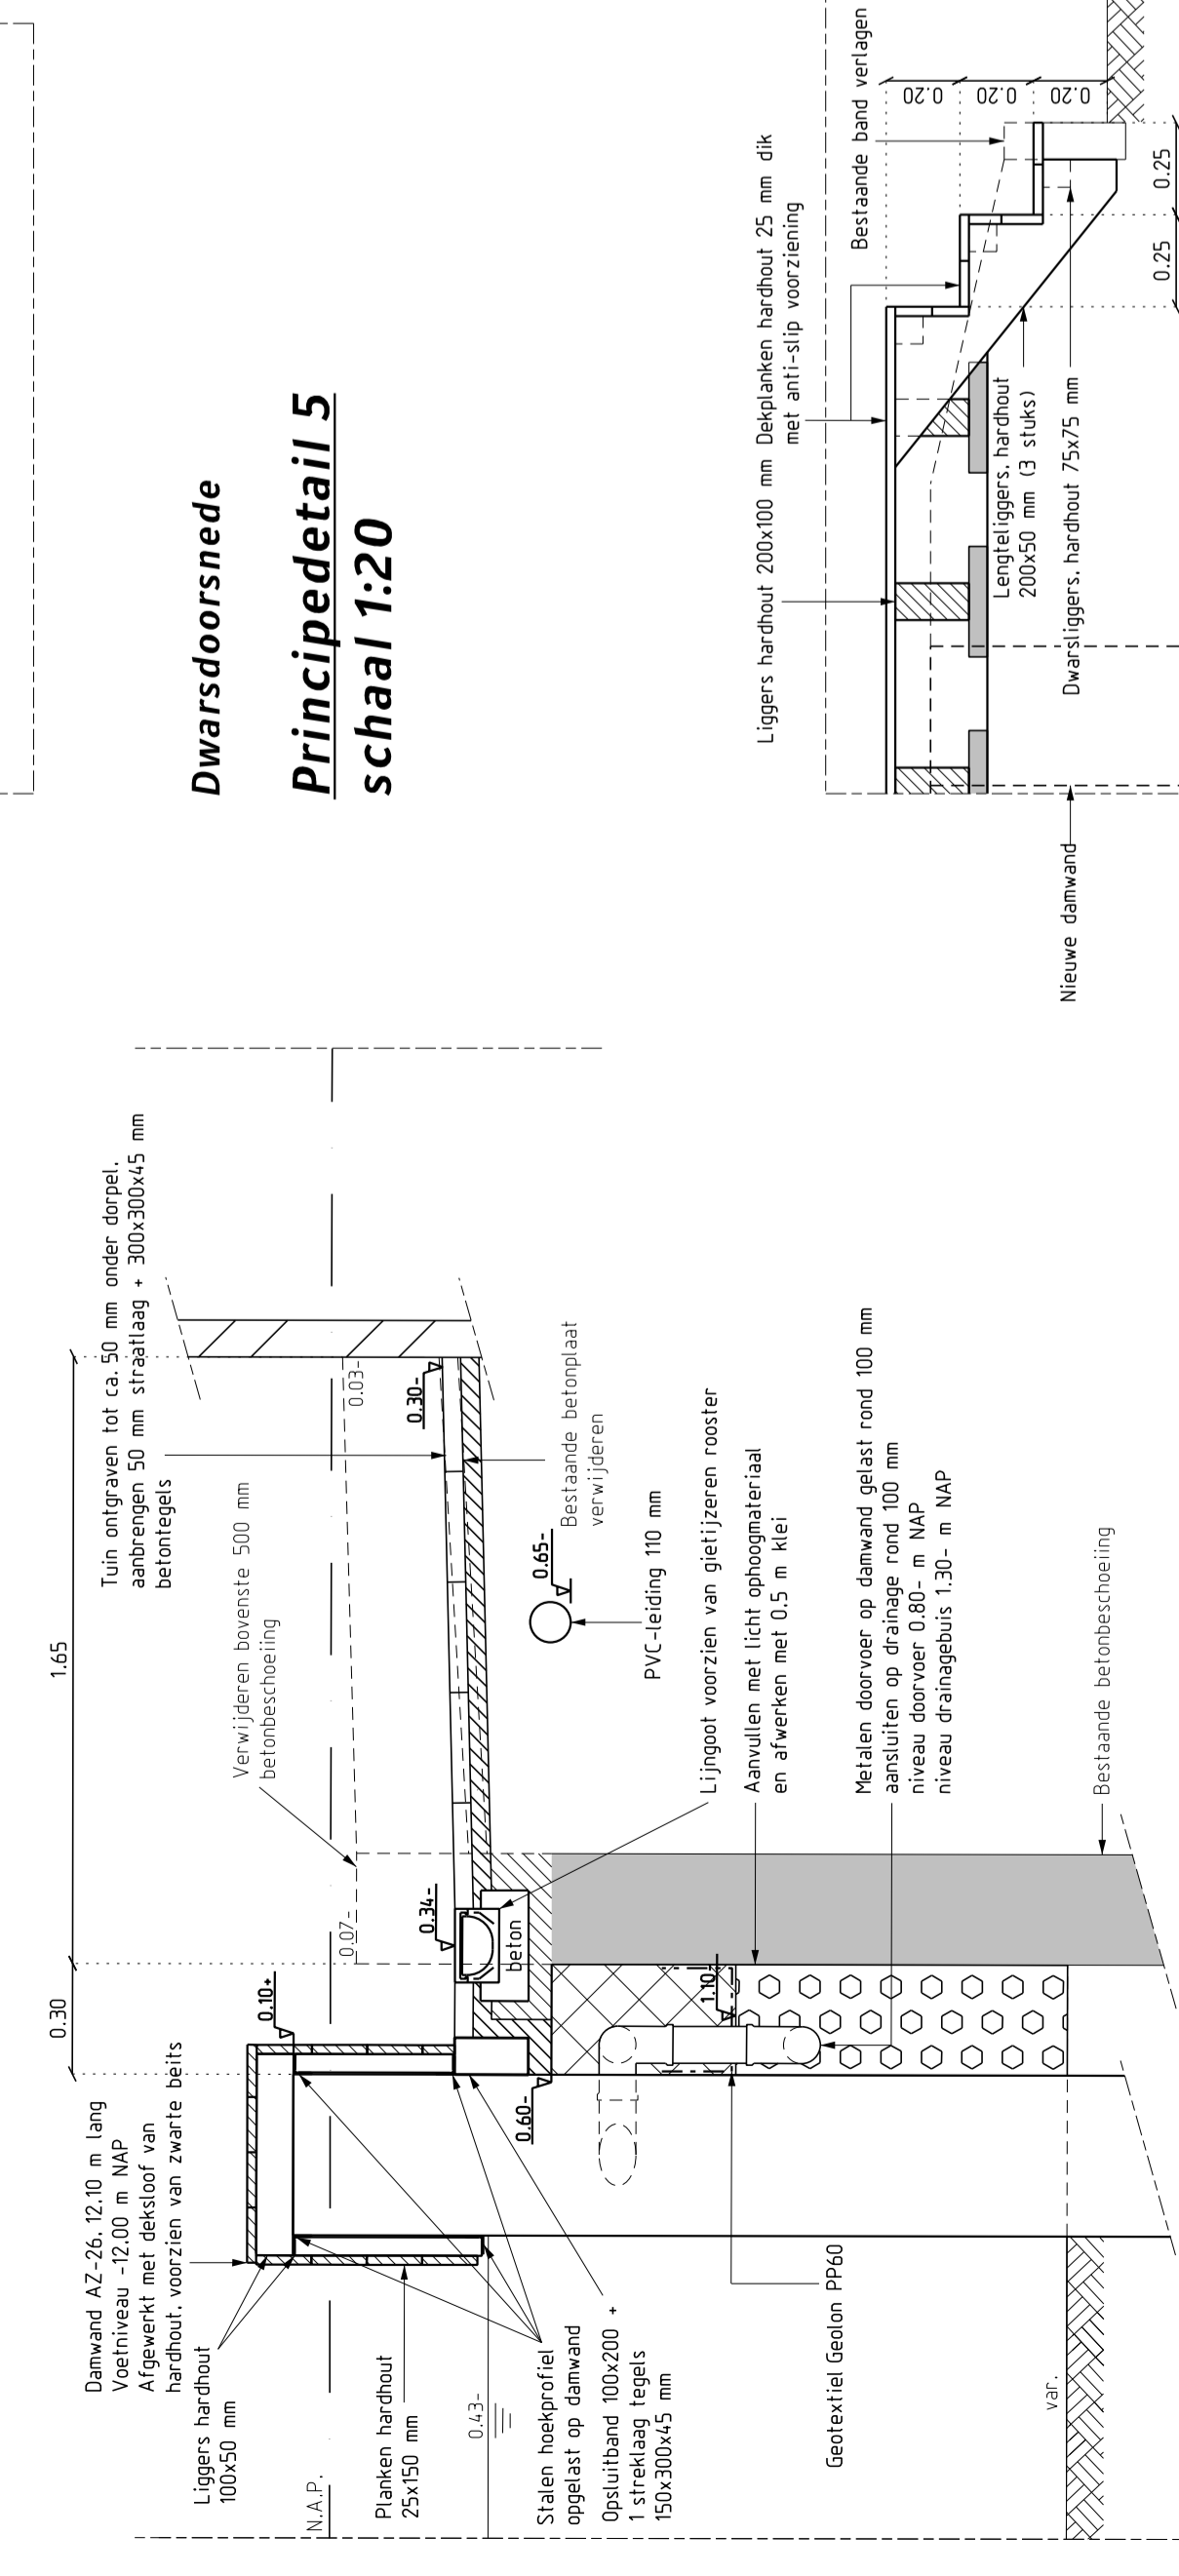 Damwand AZ-26, 12.10 m lang
Voetniveau -12.00 m NAP
Afgewerkt met deksloof van
hardhout, voorzien van zwarte beits
Liggers hardhout
100x50 mm
N.A.P.
Planken hardhout
25x150 mm
0.43-
Stalen hoekprofiel
opgelast op damwand
Opsluitband 100x200 +
1 streklaag tegels
150x300x45 mm
Geotextiel Geolon PP60
var.
0.30
1.65
0.10+
0.07-
0.34-
0.60-
beton
1.10-
0.03-
0.30-
0.65-
Tuin ontgraven tot ca. 50 mm onder dorpel,
aanbrengen 50 mm straatlaag + 300x300x45 mm
betontegels
Verwijderen bovenste 500 mm
betonbeschoeiing
Bestaande betonplaat
verwijderen
PVC-leiding 110 mm
Lijngoot voorzien van gietijzeren rooster
Aanvullen met licht ophoogmateriaal
en afwerken met 0.5 m klei
Metalen doorvoer op damwand gelast rond 100 mm
aansluiten op drainage rond 100 mm
niveau doorvoer 0.80- m NAP
niveau drainagebuis 1.30- m NAP
Bestaande betonbeschoeiing
Dwarsdoorsnede
Principedetail 5
schaal 1:20
Liggers hardhout 200x100 mm
Dekplanken hardhout 25 mm dik
met anti-slip voorziening
Bestaande band verlagen
0.20
0.20
0.20
Lengteliggers, hardhout
200x50 mm (3 stuks)
Dwarsliggers, hardhout 75x75 mm
Nieuwe damwand
0.25
0.25